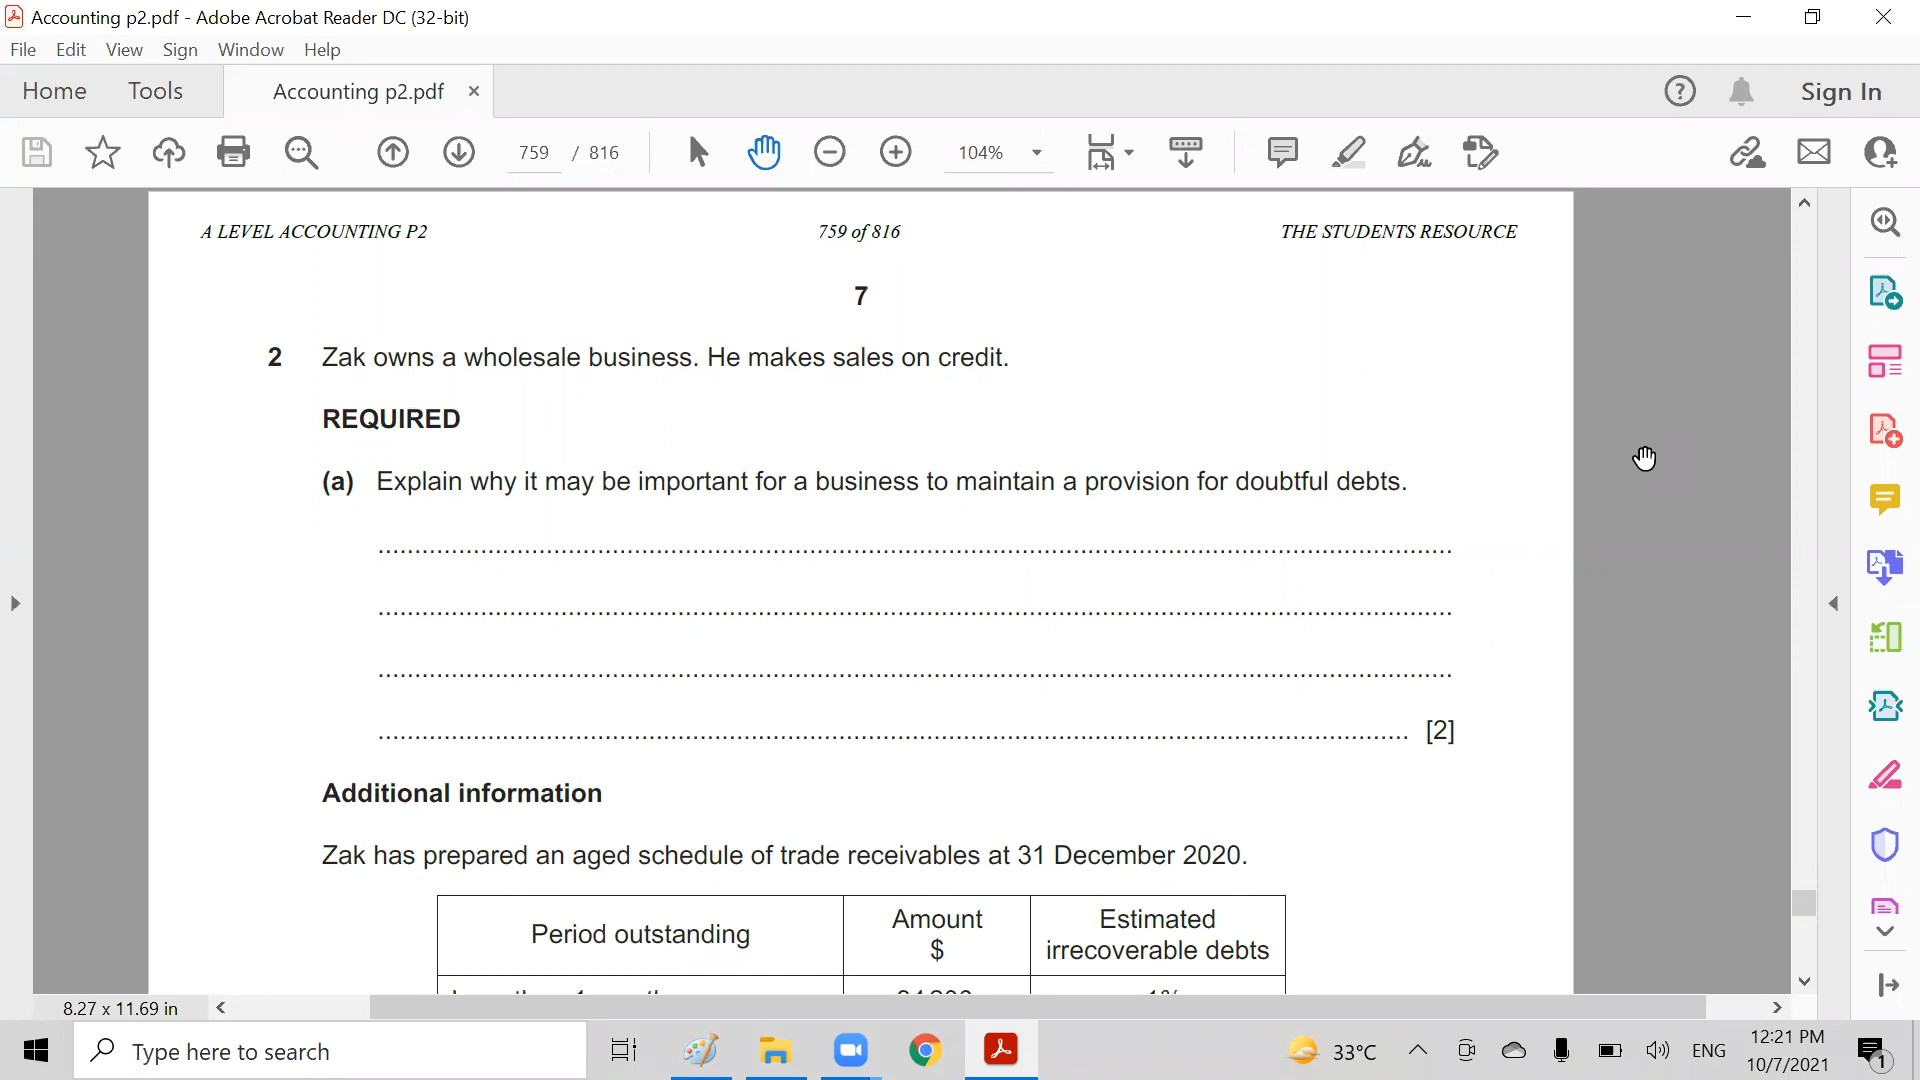 Accounting p2.pdf - Adobe Acrobat Reader DC (32-bit)
File Edit View Sign Window Help
Home Tools Accounting p2.pdf × Sign In
759 / 816 104%
A LEVEL ACCOUNTING P2 759 of 816 THE STUDENTS RESOURCE
7
2 Zak owns a wholesale business. He makes sales on credit.
REQUIRED
(a) Explain why it may be important for a business to maintain a provision for doubtful debts.
[2]
Additional information
Zak has prepared an aged schedule of trade receivables at 31 December 2020.
Period outstanding
Amount
$
Estimated
irrecoverable debts
8.27 x 11.69 in
Type here to search
33°C ENG
12:21 PM
10/7/2021
1